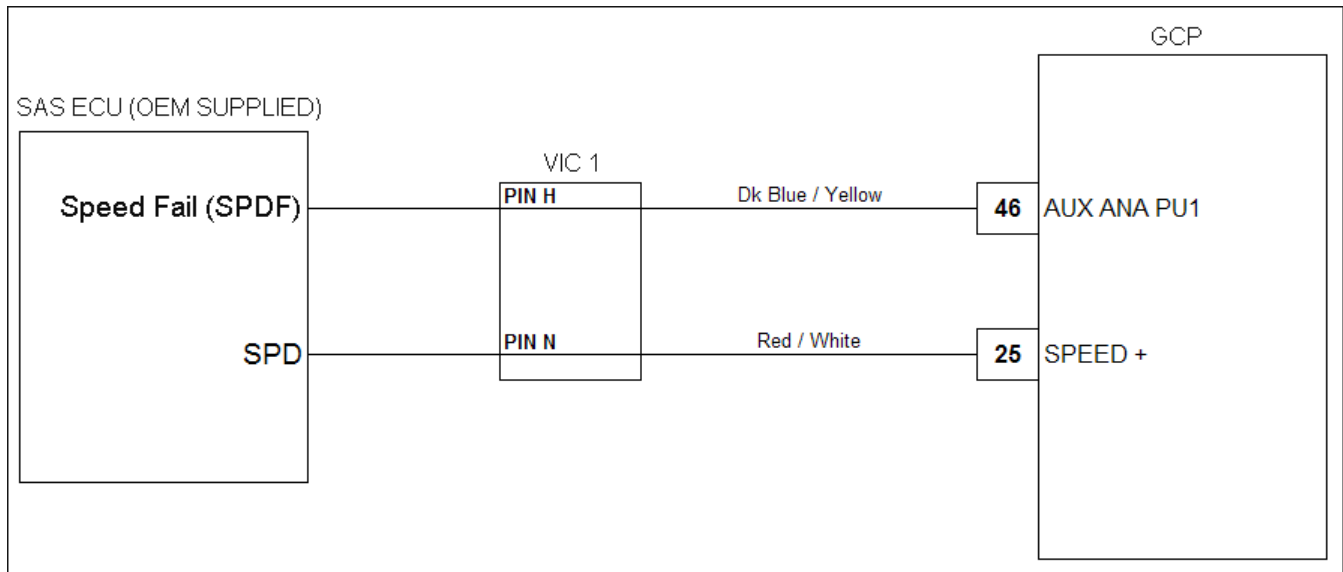 GCP
SAS ECU (OEM SUPPLIED)
VIC 1
Speed Fail (SPDF)
PIN H
Dk Blue / Yellow
46
AUX ANA PU1
SPD
PIN N
Red / White
25
SPEED +